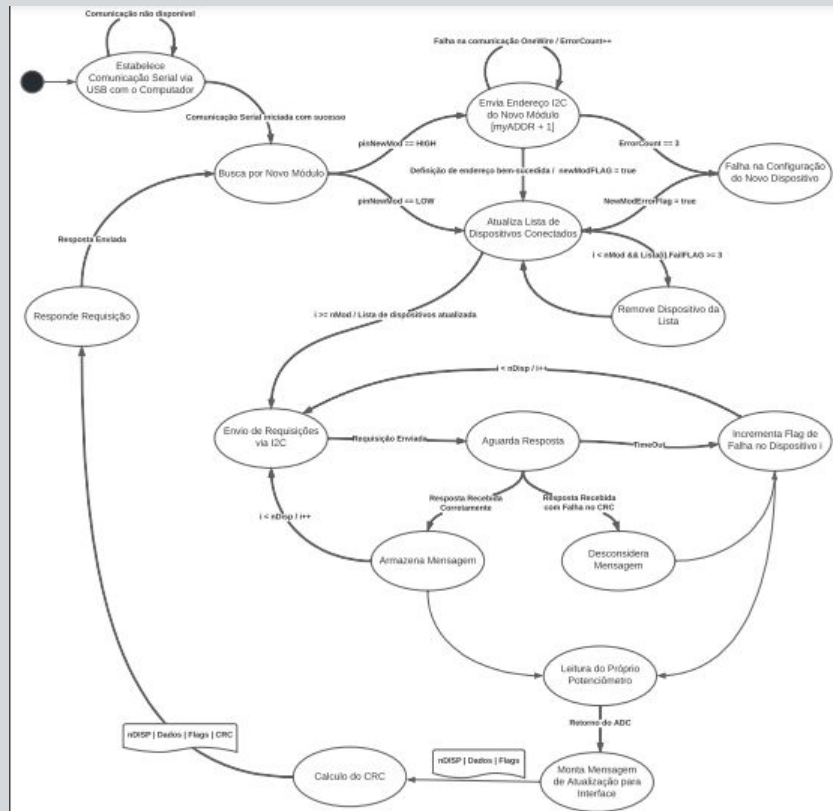 Comunicação não disponível
Estabelece
Comunicação Serial via
USB com o Computador
Comunicação Serial iniciada com sucesso
Busca por Novo Módulo
pinNewMod == HIGH
pinNewMod == LOW
Falha na comunicação OneWire / ErrorCount++
Envia Endereço I2C
do Novo Módulo
[myADDR + 1]
ErrorCount == 3
Definição de endereço bem-sucedida / newModFLAG = true
Falha na Configuração
do Novo Dispositivo
NewModErrorFlag = true
Atualiza Lista de
Dispositivos Conectados
i < nMod && Lista[i].FailFLAG >= 3
Remove Dispositivo da
Lista
Resposta Enviada
Responde Requisição
i >= nMod / Lista de dispositivos atualizada
i < nDisp / i++
Envio de Requisições
via I2C
Requisição Enviada
Aguarda Resposta
TimeOut
Incrementa Flag de
Falha no Dispositivo i
Resposta Recebida
Corretamente
Resposta Recebida
com Falha no CRC
i < nDisp / i++
Armazena Mensagem
Desconsidera
Mensagem
Leitura do Próprio
Potenciômetro
Retorno do ADC
Monta Mensagem
de Atualização para
Interface
nDISP | Dados | Flags
Calculo do CRC
nDISP | Dados | Flags | CRC